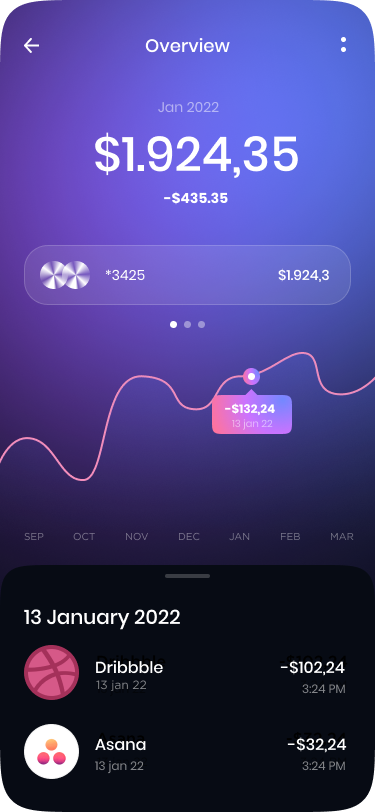 Overview
Jan 2022
$1.924,35
-$435.35
*3425 $1.924,3
-$132,24
13 jan 22
SEP OCT NOV DEC JAN FEB MAR
13 January 2022
Dribbble -$102,24
13 jan 22 3:24 PM
Asana -$32,24
13 jan 22 3:24 PM